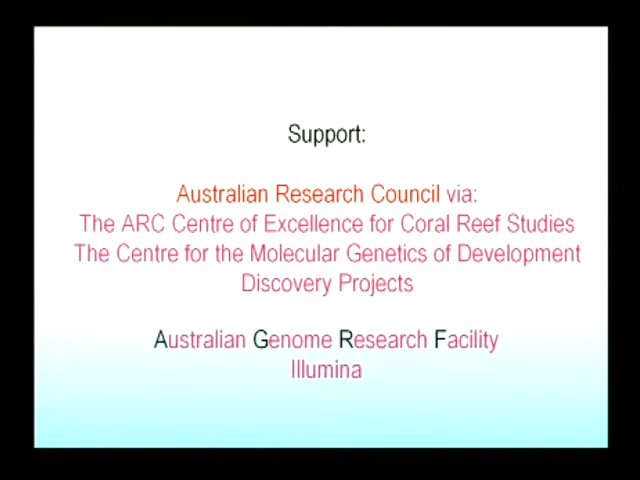 Support:
Australian Research Council via:
The ARC Centre of Excellence for Coral Reef Studies
The Centre for the Molecular Genetics of Development
Discovery Projects
Australian Genome Research Facility
Illumina